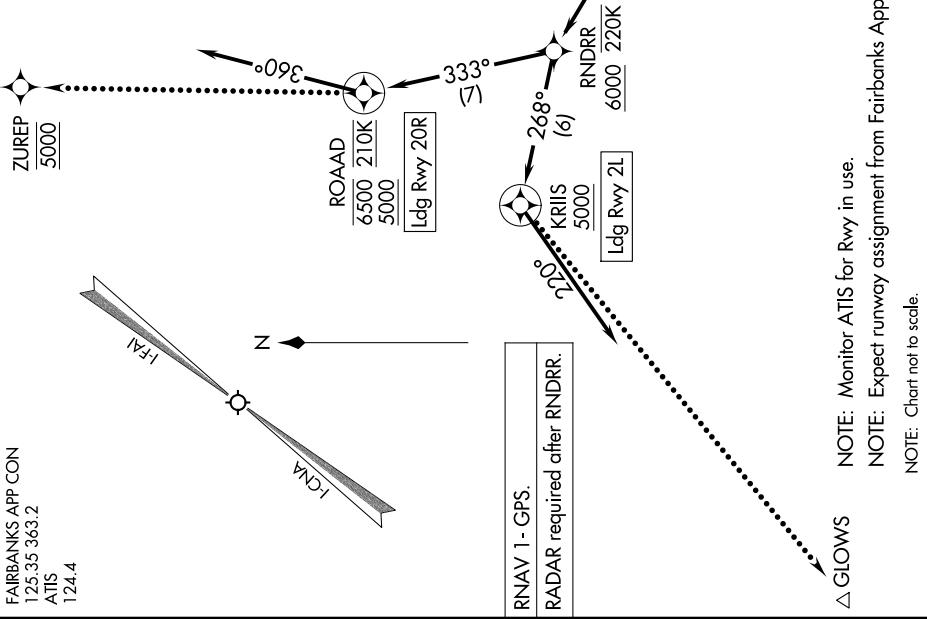 FAIRBANKS APP CON
125.35 363.2
ATIS
124.4
ZUREP
5000
I-FAI
I-CNA
N
360°
ROAAD
6500 210K
5000
Ldg Rwy 20R
333°
(7)
RNDRR
6000 220K
268°
(6)
KRIIS
5000
Ldg Rwy 2L
220°
RNAV 1- GPS.
RADAR required after RNDRR.
GLOWS
NOTE: Monitor ATIS for Rwy in use.
NOTE: Expect runway assignment from Fairbanks App
NOTE: Chart not to scale.